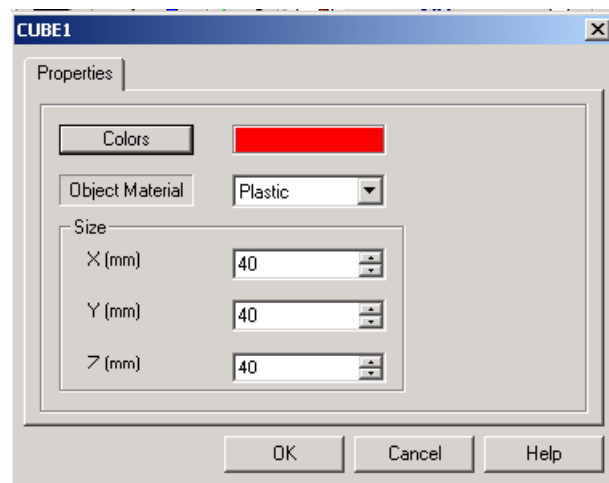 CUBE1
Properties
Colors
Object Material Plastic
Size
X (mm) 40
Y (mm) 40
Z (mm) 40
OK Cancel Help